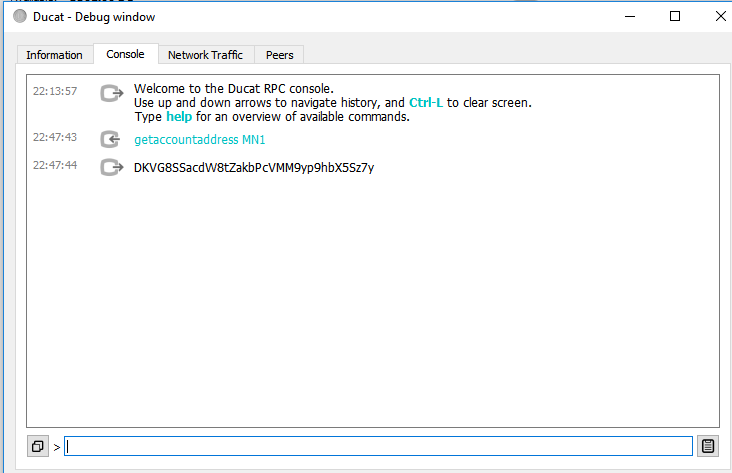 Ducat - Debug window
Information Console Network Traffic Peers
22:13:57 Welcome to the Ducat RPC console.
Use up and down arrows to navigate history, and Ctrl-L to clear screen.
Type help for an overview of available commands.
22:47:43 getaccountaddress MN1
22:47:44 DKVG8SSacdW8tZakbPcVMM9yp9hbX5Sz7y
>